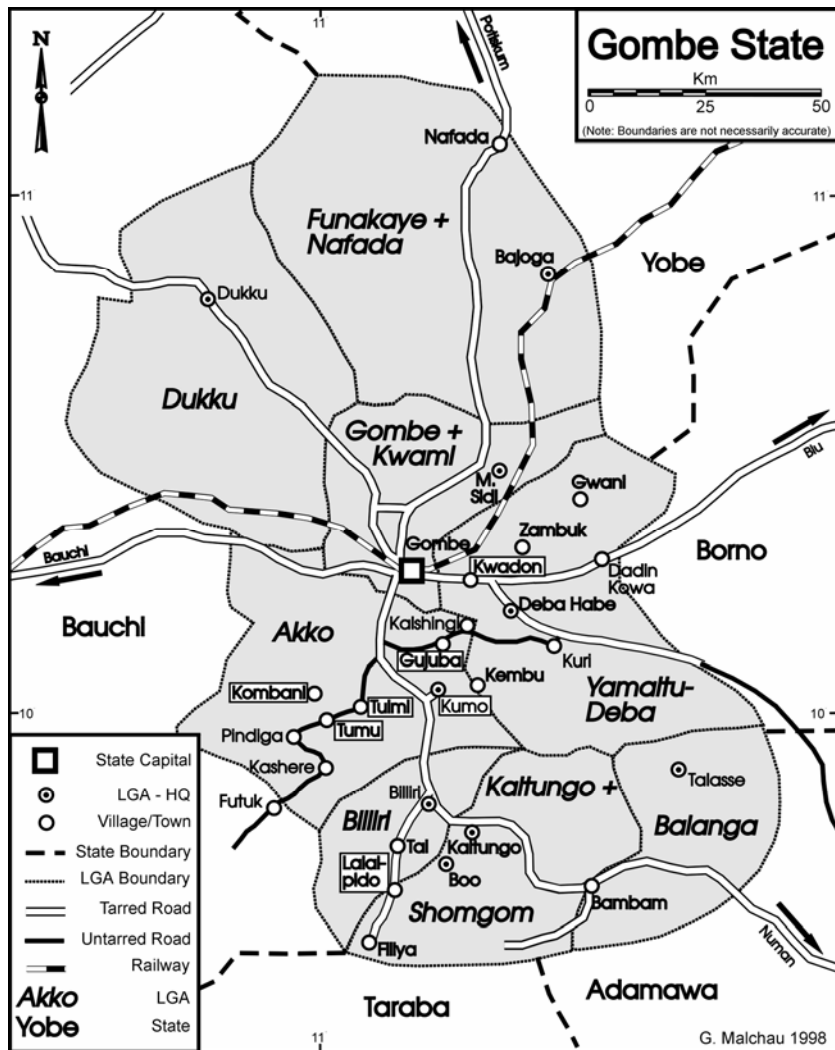 Gombe State
Km
0 25 50
(Note: Boundaries are not necessarily accurate)
N
11
Potiskum
Nafada
11
11
Funakaye +
Nafada
Bajoga
Yobe
Dukku
Dukku
Gombe +
Kwami
M.
Sidi
Gwani
Biu
Zambuk
Gombe
Bauchi
Kwadon
Dadin
Kowa
Borno
Deba Habe
Bauchi
Akko
Kalshingi
Gujuba
Kuri
Kembu
Kombani
Tulmi
Kumo
Yamaltu-
Deba
10
10
Tumu
Pindiga
Kashere
Futuk
Kaltungo +
Talasse
Billiri
Billiri
Balanga
Kaltungo
Tal
Boo
Lalai-
pido
Bambam
Shomgom
Filiya
Numan
Taraba
Adamawa
11
State Capital
LGA - HQ
Village/Town
State Boundary
LGA Boundary
Tarred Road
Untarred Road
Railway
Akko LGA
Yobe State
G. Malchau 1998